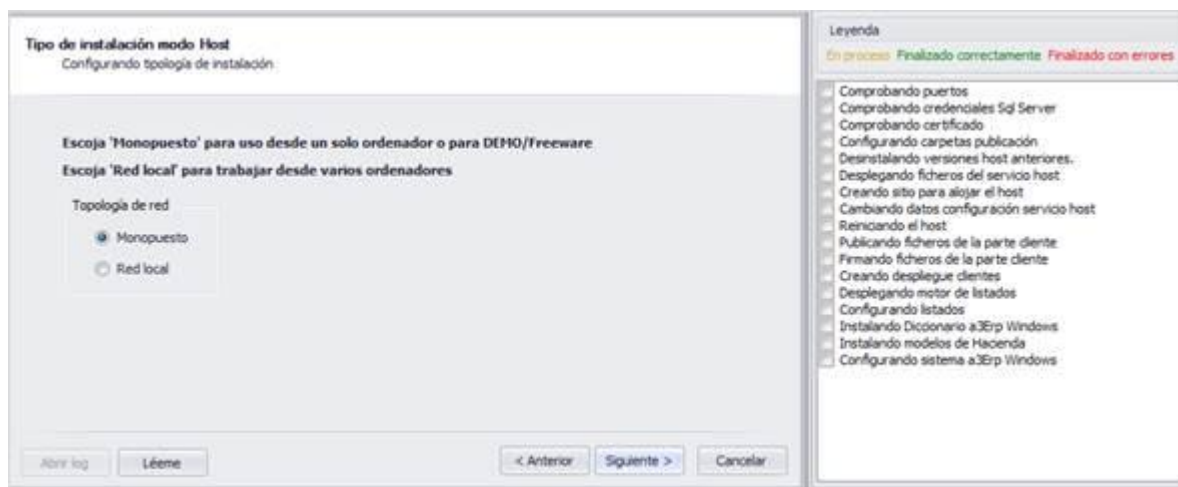 Tipo de instalación modo Host
Configurando tipología de instalación
Escoja 'Monopuesto' para uso desde un solo ordenador o para DEMO/Freeware
Escoja 'Red local' para trabajar desde varios ordenadores
Topología de red
Monopuesto
Red local
Abrir log
Léeme
< Anterior
Siguiente >
Cancelar
Leyenda
En proceso Finalizado correctamente Finalizado con errores
Comprobando puertos
Comprobando credenciales Sql Server
Comprobando certificado
Configurando carpetas publicación
Desinstalando versiones host anteriores.
Desplegando ficheros del servicio host
Creando sitio para alojar el host
Cambiando datos configuración servicio host
Reiniciando el host
Publicando ficheros de la parte cliente
Firmando ficheros de la parte cliente
Creando despliegue clientes
Desplegando motor de listados
Configurando listados
Instalando Diccionario a3Erp Windows
Instalando modelos de Hacienda
Configurando sistema a3Erp Windows